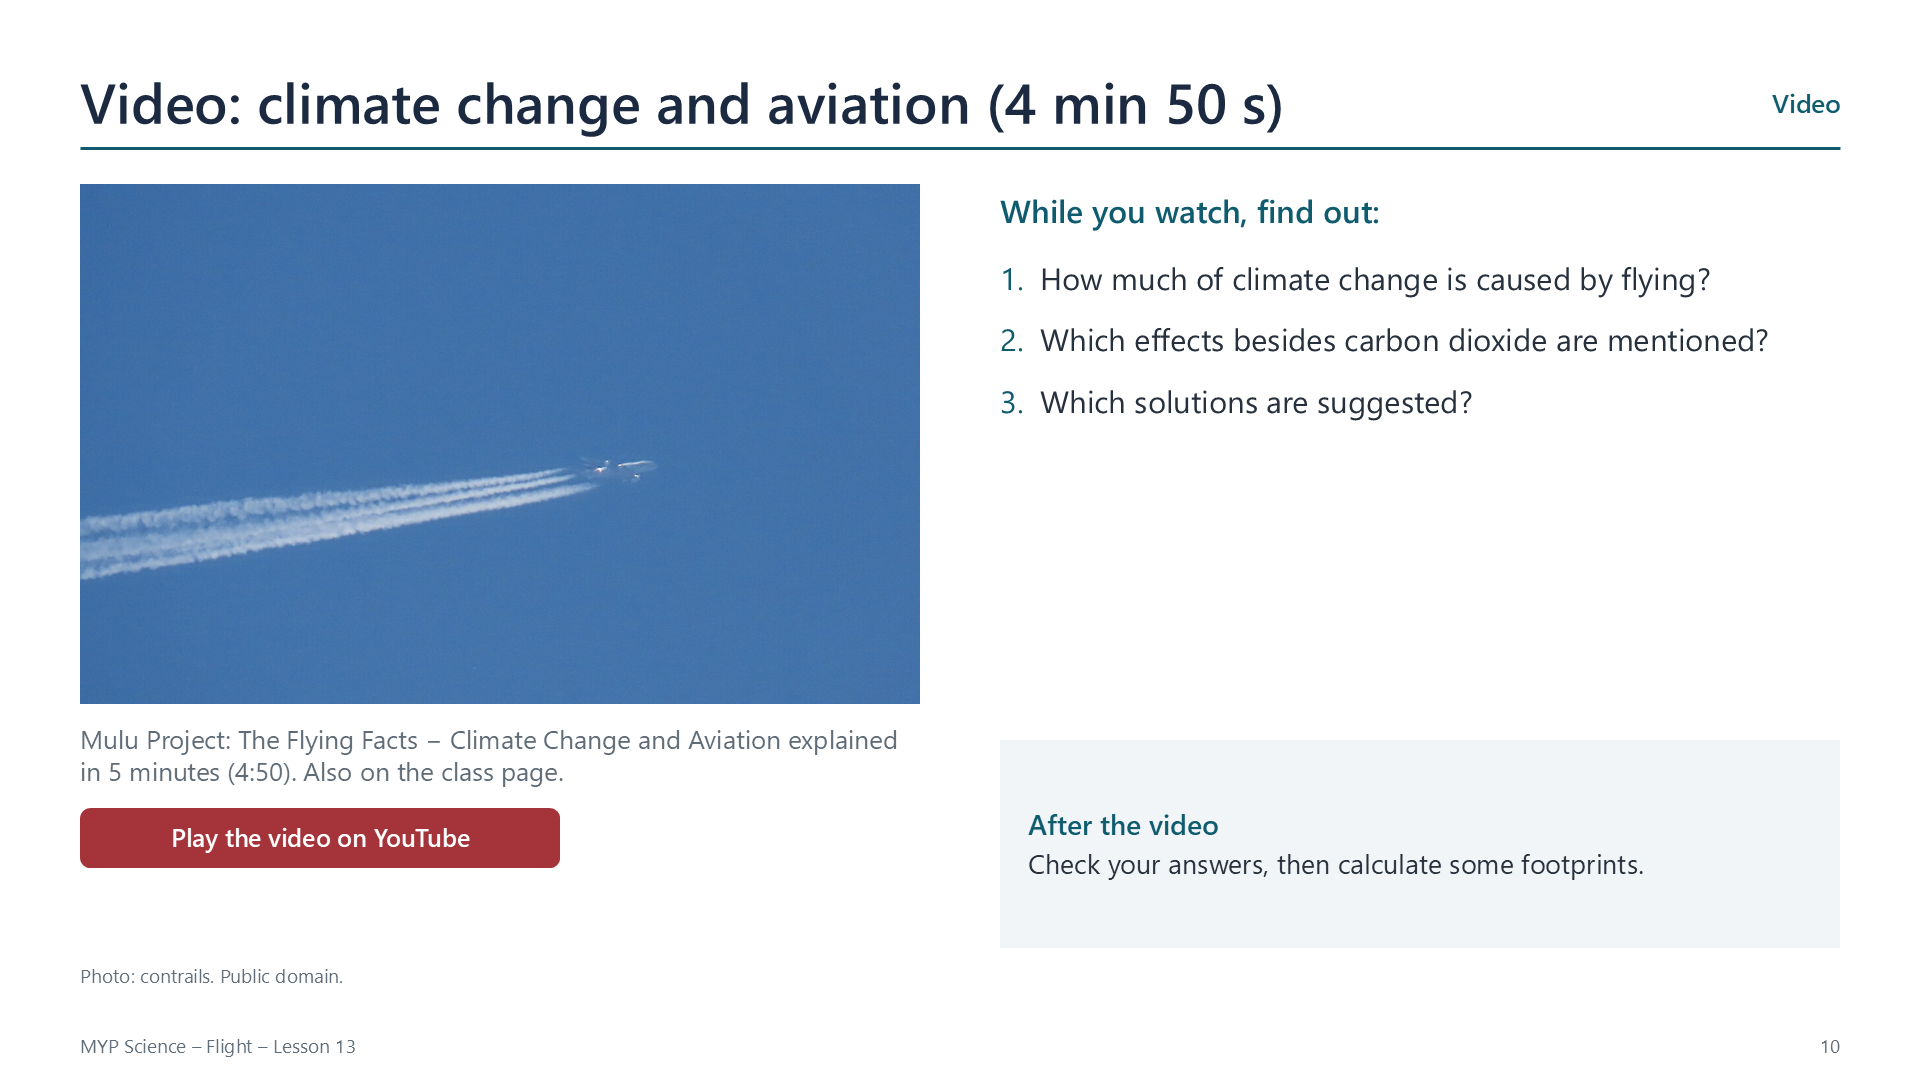 Video: climate change and aviation (4 min 50 s)
Video
While you watch, find out:
1. How much of climate change is caused by flying?
2. Which effects besides carbon dioxide are mentioned?
3. Which solutions are suggested?
Mulu Project: The Flying Facts – Climate Change and Aviation explained
in 5 minutes (4:50). Also on the class page.
Play the video on YouTube
After the video
Check your answers, then calculate some footprints.
Photo: contrails. Public domain.
MYP Science – Flight – Lesson 13
10